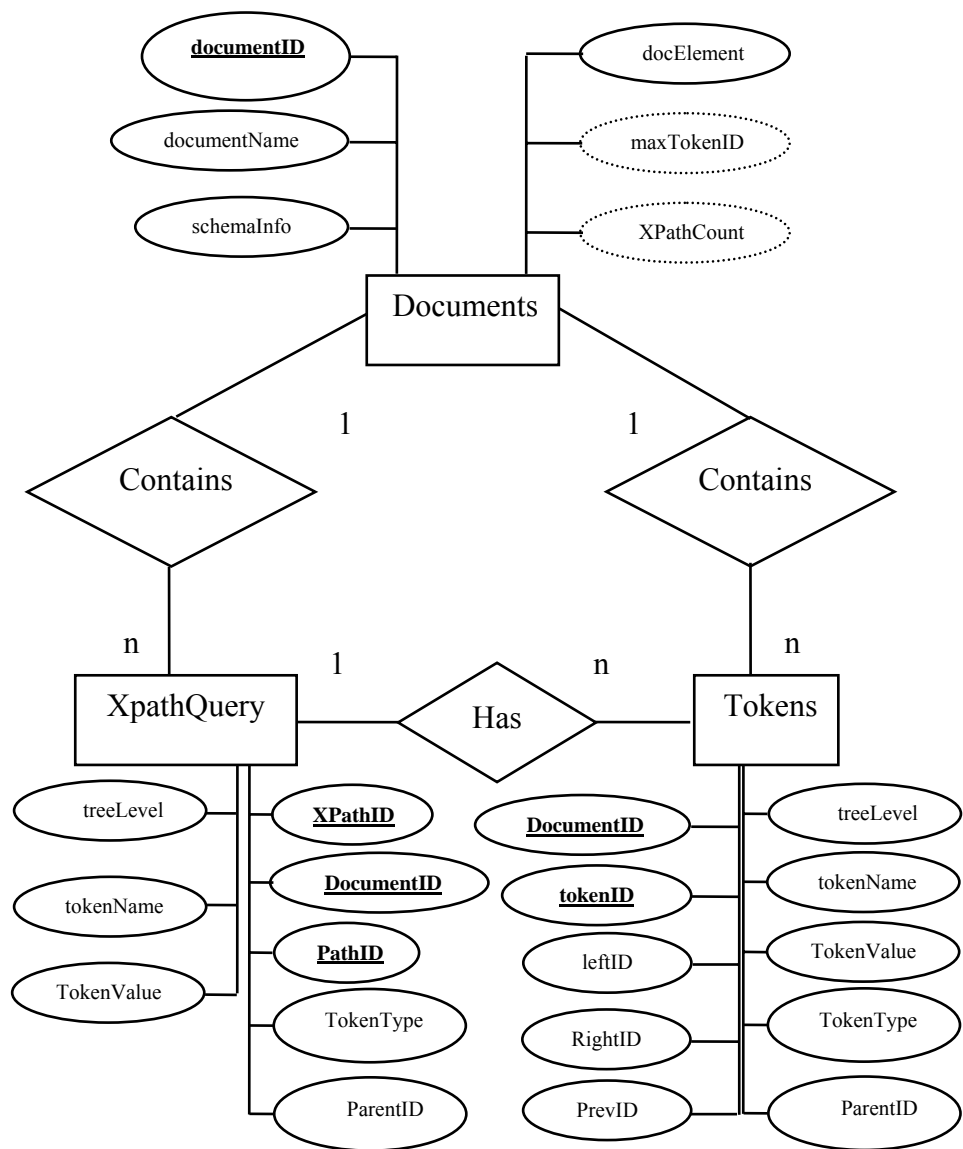 documentID
docElement
documentName
maxTokenID
schemaInfo
XPathCount
Documents
1
1
Contains
Contains
n
n
1
n
XpathQuery
Has
Tokens
treeLevel
XPathID
DocumentID
treeLevel
DocumentID
tokenID
tokenName
tokenName
PathID
leftID
TokenValue
TokenValue
TokenType
RightID
TokenType
ParentID
PrevID
ParentID